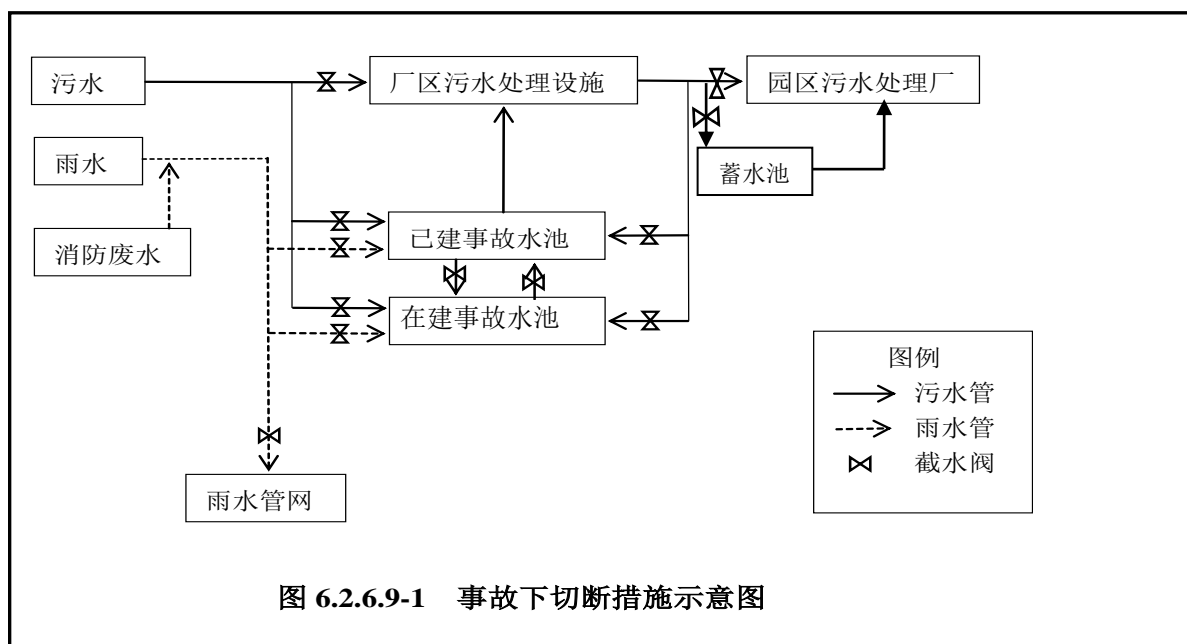 污水
厂区污水处理设施
园区污水处理厂
雨水
蓄水池
消防废水
已建事故水池
在建事故水池
图例
污水管
雨水管
截水阀
雨水管网
图 6.2.6.9-1 事故下切断措施示意图